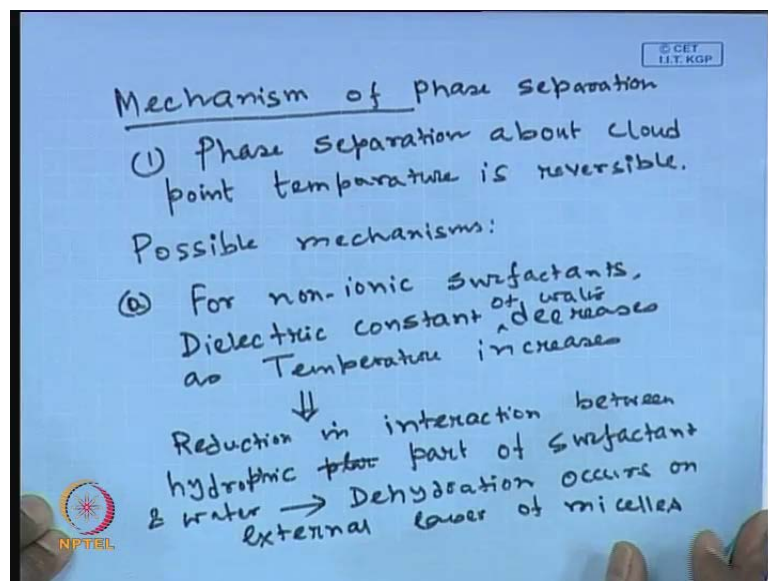 © CET
I.I.T. KGP
Mechanism of phase separation
(1) Phase separation about cloud
point temparature is reversible.
Possible mechanisms:
(a) For non-ionic surfactants,
Dielectric constant of water decreases
as Temperature increases
⇓
Reduction in interaction between
hydrophic part of surfactant
& water → Dehydration occurs on
external layer of micelles
NPTEL